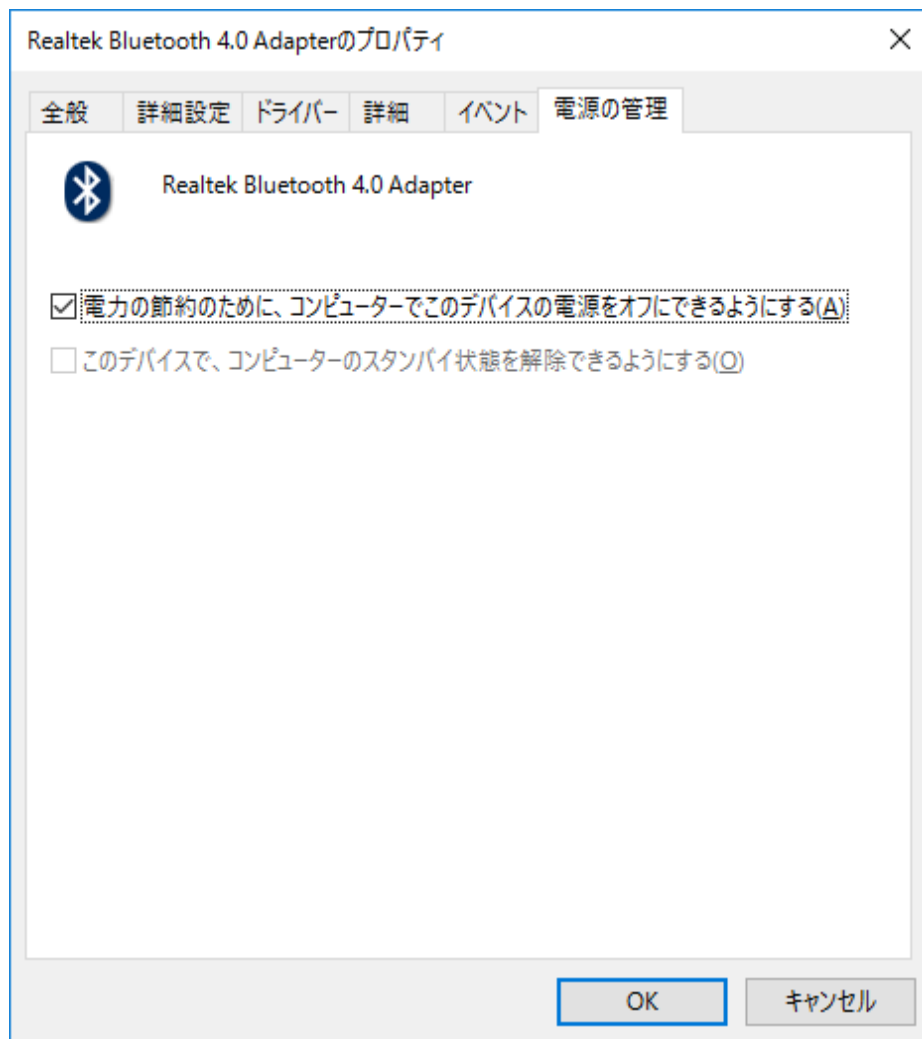 Realtek Bluetooth 4.0 Adapterのプロパティ
全般 詳細設定 ドライバー 詳細 イベント 電源の管理
Realtek Bluetooth 4.0 Adapter
電力の節約のために、コンピューターでこのデバイスの電源をオフにできるようにする(A)
このデバイスで、コンピューターのスタンバイ状態を解除できるようにする(O)
OK キャンセル